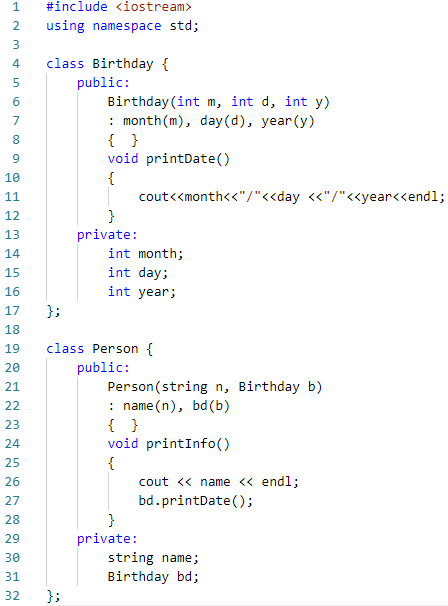 1 #include <iostream>
2 using namespace std;
3
4 class Birthday {
5     public:
6         Birthday(int m, int d, int y)
7         : month(m), day(d), year(y)
8         {  }
9         void printDate()
10         {
11             cout<<month<<"/"<<day <<"/"<<year<<endl;
12         }
13     private:
14         int month;
15         int day;
16         int year;
17 };
18
19 class Person {
20     public:
21         Person(string n, Birthday b)
22         : name(n), bd(b)
23         {  }
24         void printInfo()
25         {
26             cout << name << endl;
27             bd.printDate();
28         }
29     private:
30         string name;
31         Birthday bd;
32 };